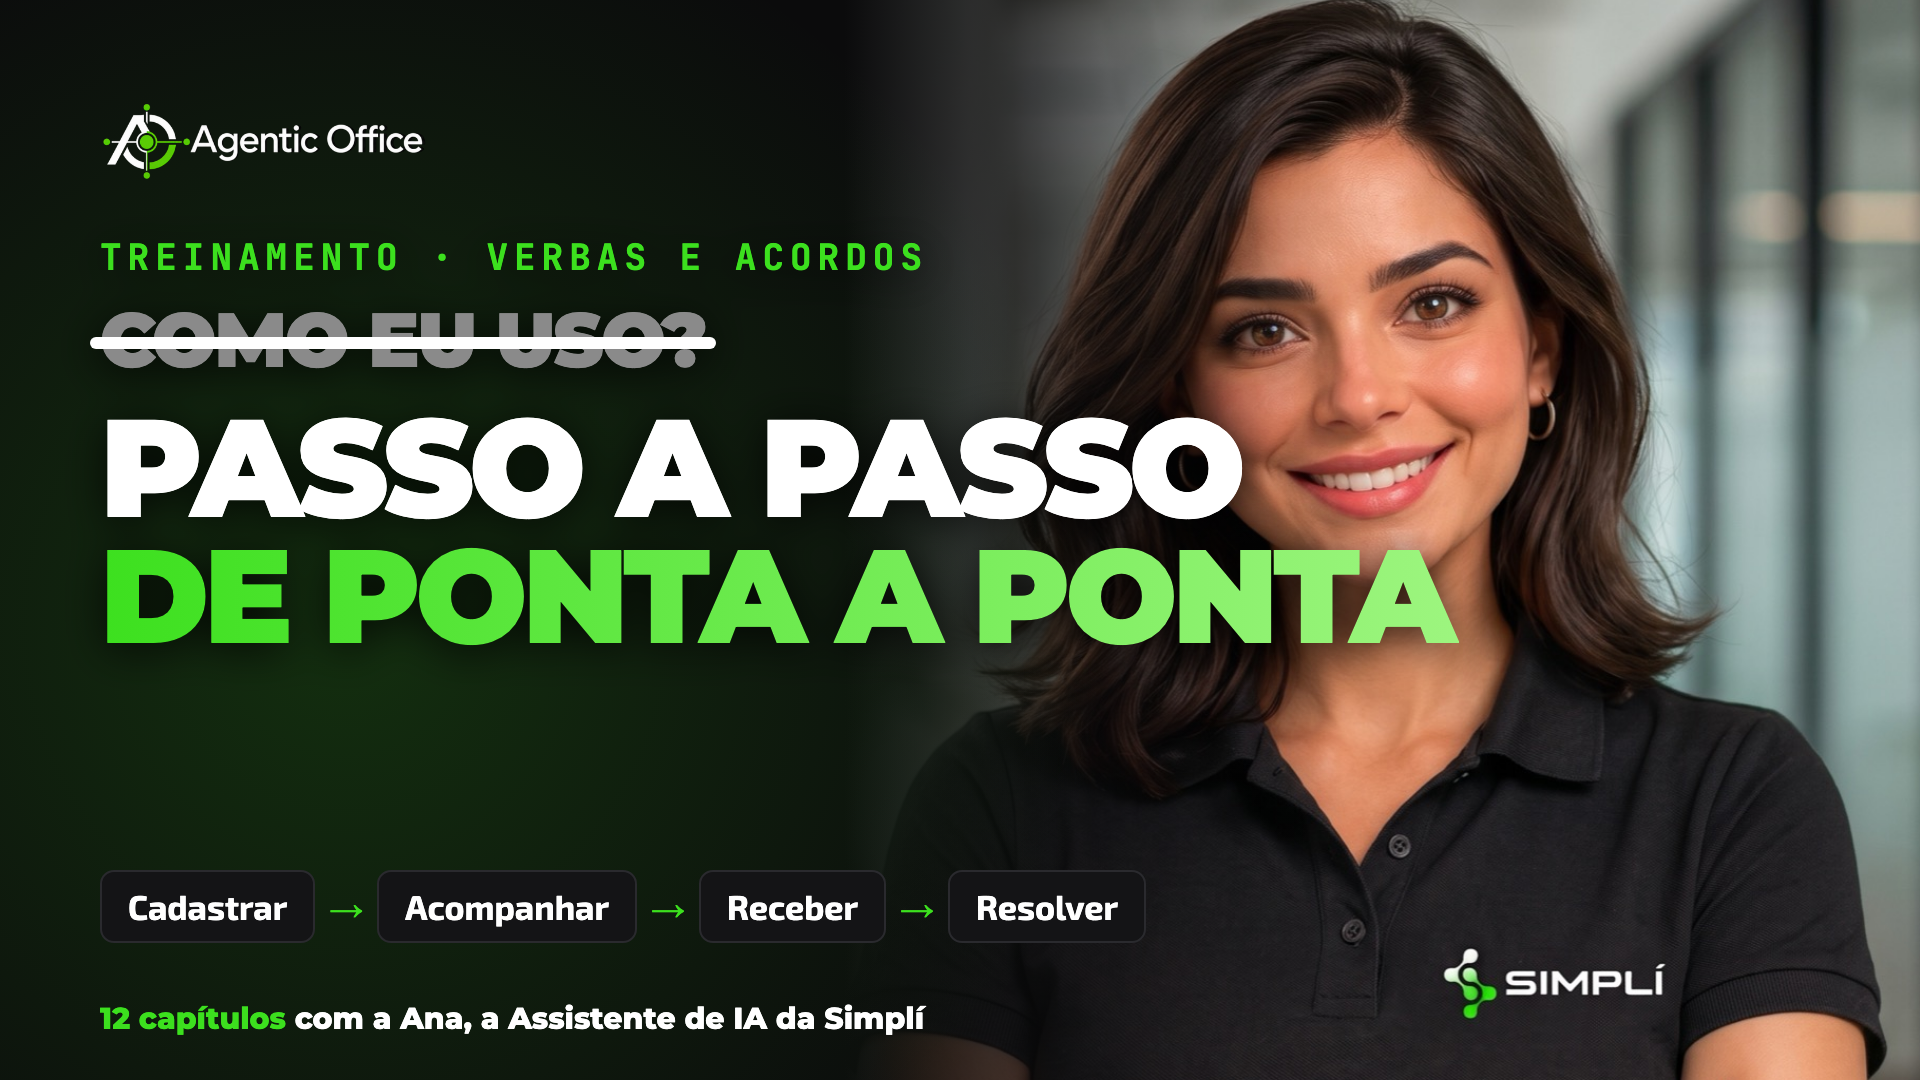 Agentic Office
TREINAMENTO · VERBAS E ACORDOS
COMO EU USO?
PASSO A PASSO
DE PONTA A PONTA
Cadastrar → Acompanhar → Receber → Resolver
SIMPLÍ
12 capítulos com a Ana, a Assistente de IA da Simplí